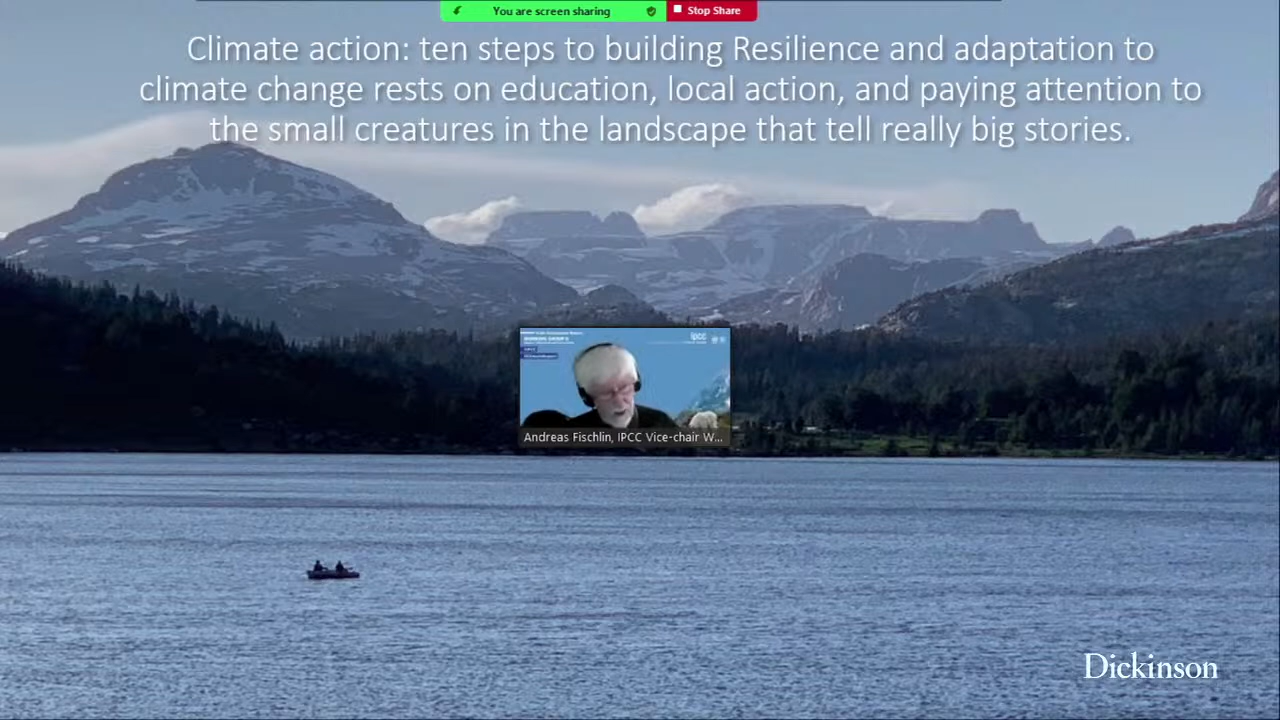 You are screen sharing
Stop Share
Climate action: ten steps to building Resilience and adaptation to
climate change rests on education, local action, and paying attention to
the small creatures in the landscape that tell really big stories.
ipcc
Andreas Fischlin, IPCC Vice-chair W...
Dickinson